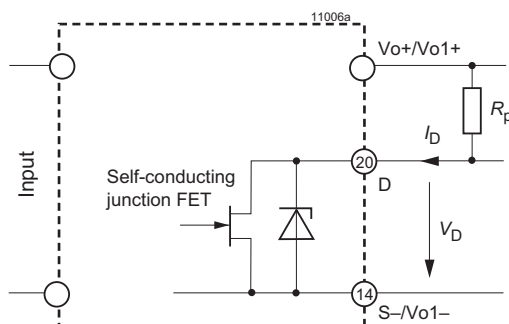 11006a
Vo+/Vo1+
Rp
ID
20
D
Input
Self-conducting
junction FET
VD
14
S–/Vo1–